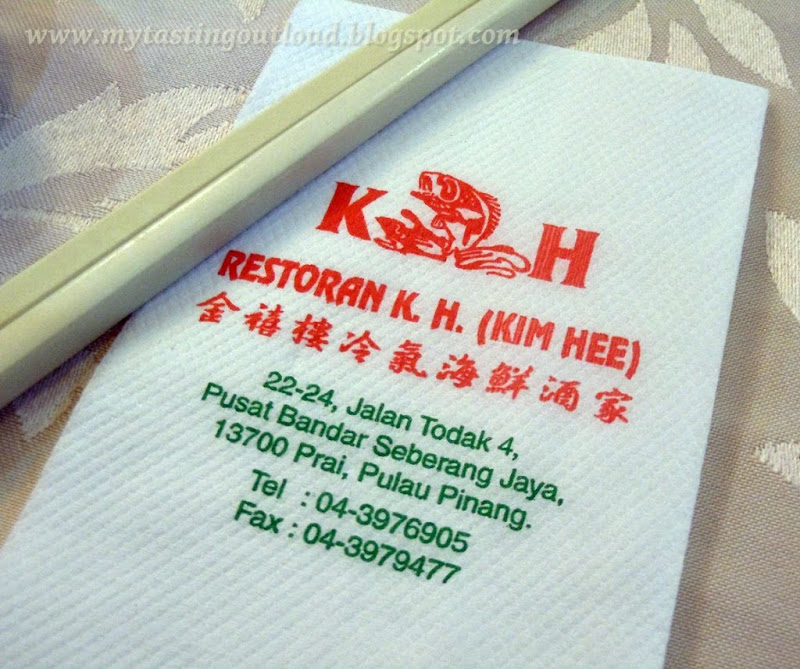 www.mytastingoutloud.blogspot.com
K H
RESTORAN K. H. (KIM HEE)
金禧樓冷氣海鮮酒家
22-24, Jalan Todak 4,
Pusat Bandar Seberang Jaya,
13700 Prai, Pulau Pinang.
Tel : 04-3976905
Fax : 04-3979477